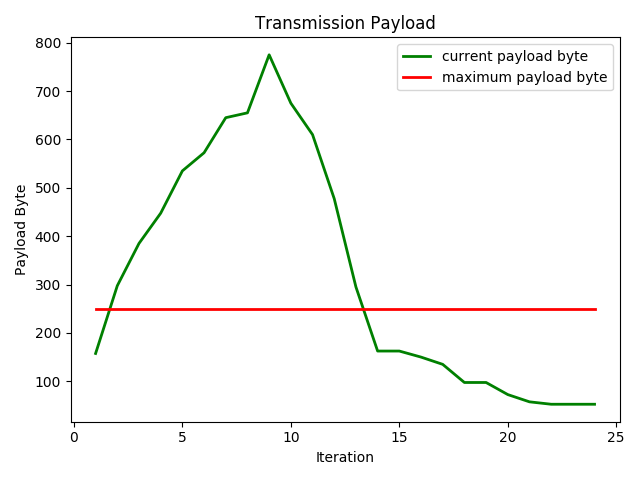 Transmission Payload
current payload byte
maximum payload byte
800
700
600
500
400
300
200
100
Payload Byte
0
5
10
15
20
25
Iteration